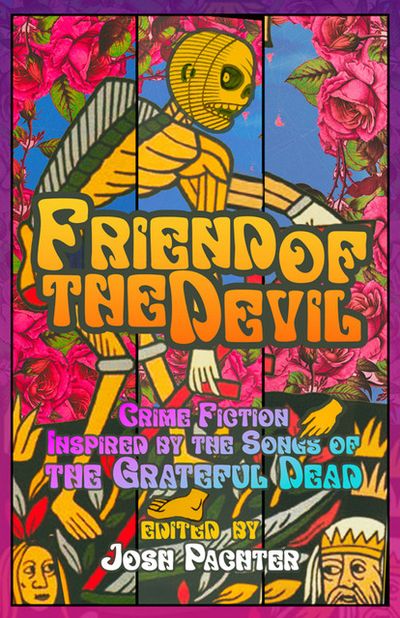 FRIEND OF
THE DEVIL
CRIME FICTION
INSPIRED BY THE SONGS OF
THE GRATEFUL DEAD
EDITED BY
JOSH PACHTER